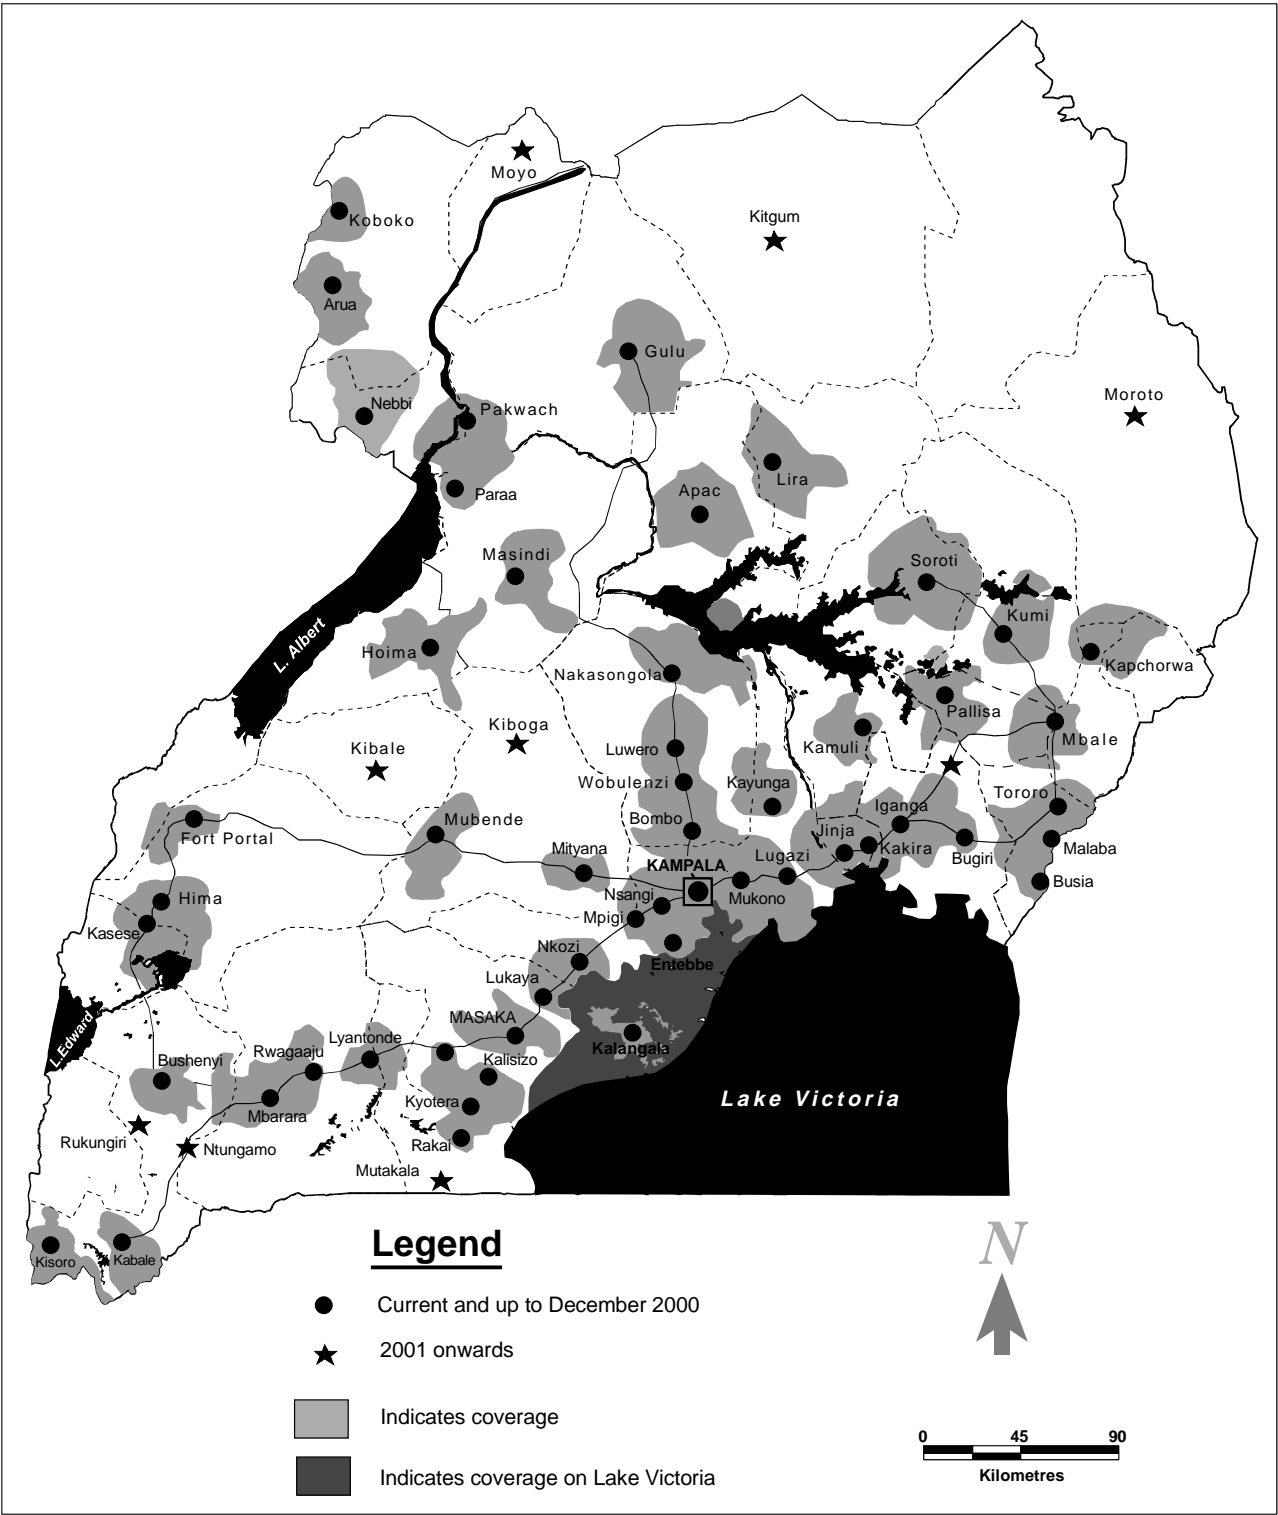 Moyo
Koboko
Kitgum
Arua
Gulu
Nebbi
Pakwach
Moroto
Paraa
Apac
Lira
Masindi
Soroti
Kumi
L. Albert
Hoima
Nakasongola
Kapchorwa
Pallisa
Kiboga
Kibale
Luwero
Kamuli
Mbale
Wobulenzi
Kayunga
Tororo
Iganga
Fort Portal
Mubende
Bombo
Jinja
Kakira
Bugiri
Malaba
Mityana
KAMPALA
Lugazi
Busia
Hima
Nsangi
Mukono
Kasese
Mpigi
Nkozi
Entebbe
Lukaya
L.Edward
MASAKA
Lyantonde
Rwagaaju
Kalangala
Bushenyi
Kalisizo
Kyotera
Lake Victoria
Mbarara
Rukungiri
Ntungamo
Rakai
Mutakala
Kisoro
Kabale
Legend
N
Current and up to December 2000
2001 onwards
Indicates coverage
Indicates coverage on Lake Victoria
0 45 90
Kilometres